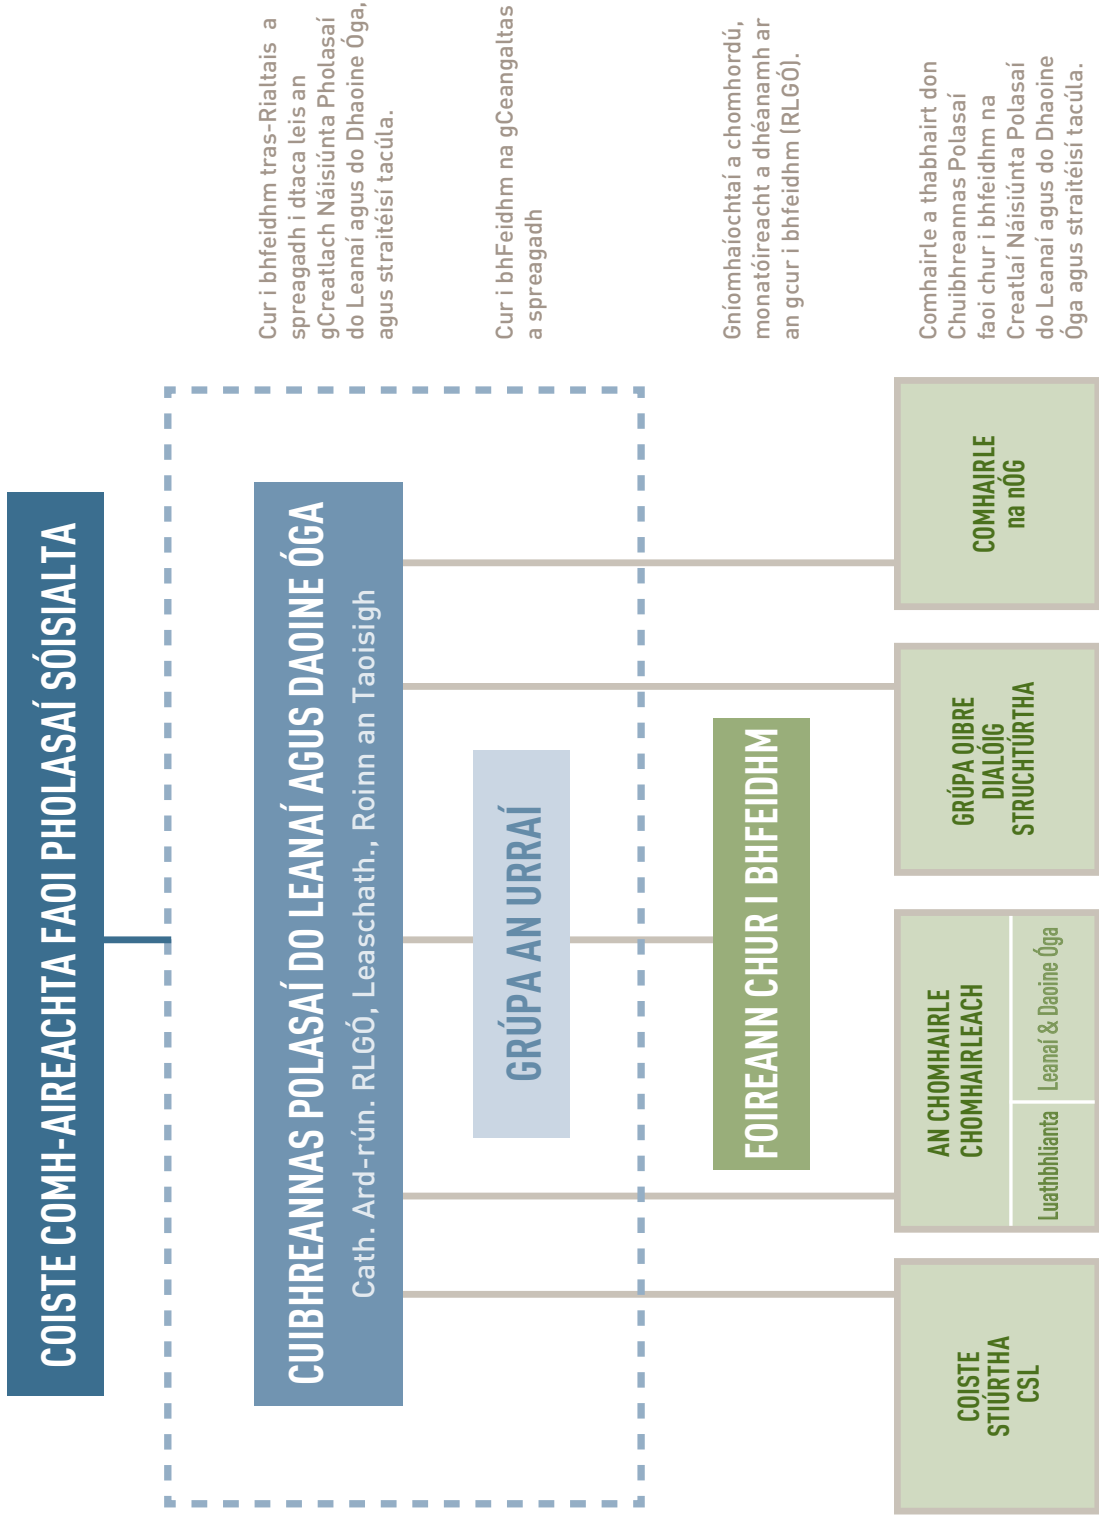 COISTE COMH-AIREACHTA FAOI PHOLASAÍ SÓISIALTA
CUIBHREANNAS POLASAÍ DO LEANAÍ AGUS DAOINE ÓGA
Cath. Ard-rún. RLGÓ, Leaschath., Roinn an Taoisigh
Cur i bhfeidhm tras-Rialtais a
spreagadh i dtaca leis an
gCreatlach Náisiúnta Pholasaí
do Leanaí agus do Dhaoine Óga,
agus straitéisí tacúla.
GRÚPA AN URRAÍ
Cur i bhFeidhm na gCeangaltas
a spreagadh
FOIREANN CHUR I BHFEIDHM
Gníomhaíochtaí a chomhordú,
monatóireacht a dhéanamh ar
an gcur i bhfeidhm (RLGÓ).
COISTE
STIÚRTHA
CSL
AN CHOMHAIRLE
CHOMHAIRLEACH
Luathbhlianta
Leanaí & Daoine Óga
GRÚPA OIBRE
DIALÓIG
STRUCHTÚRTHA
COMHAIRLE
na nÓG
Comhairle a thabhairt don
Chuibhreannas Polasaí
faoi chur i bhfeidhm na
Creatlaí Náisiúnta Polasaí
do Leanaí agus do Dhaoine
Óga agus straitéisí tacúla.